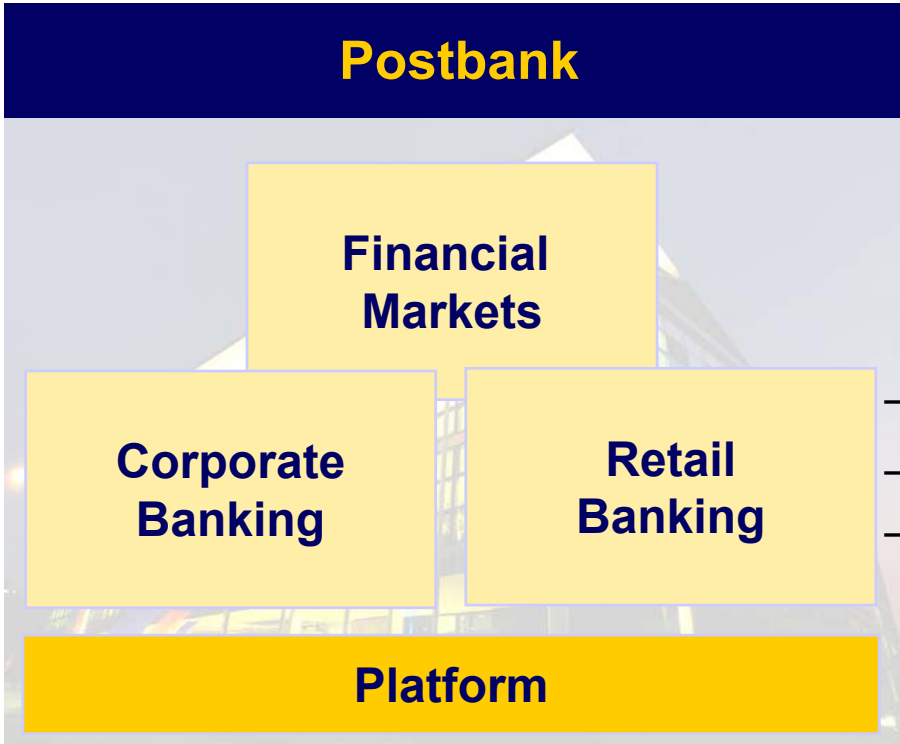 Postbank
Financial
Markets
Corporate
Banking
Retail
Banking
Platform